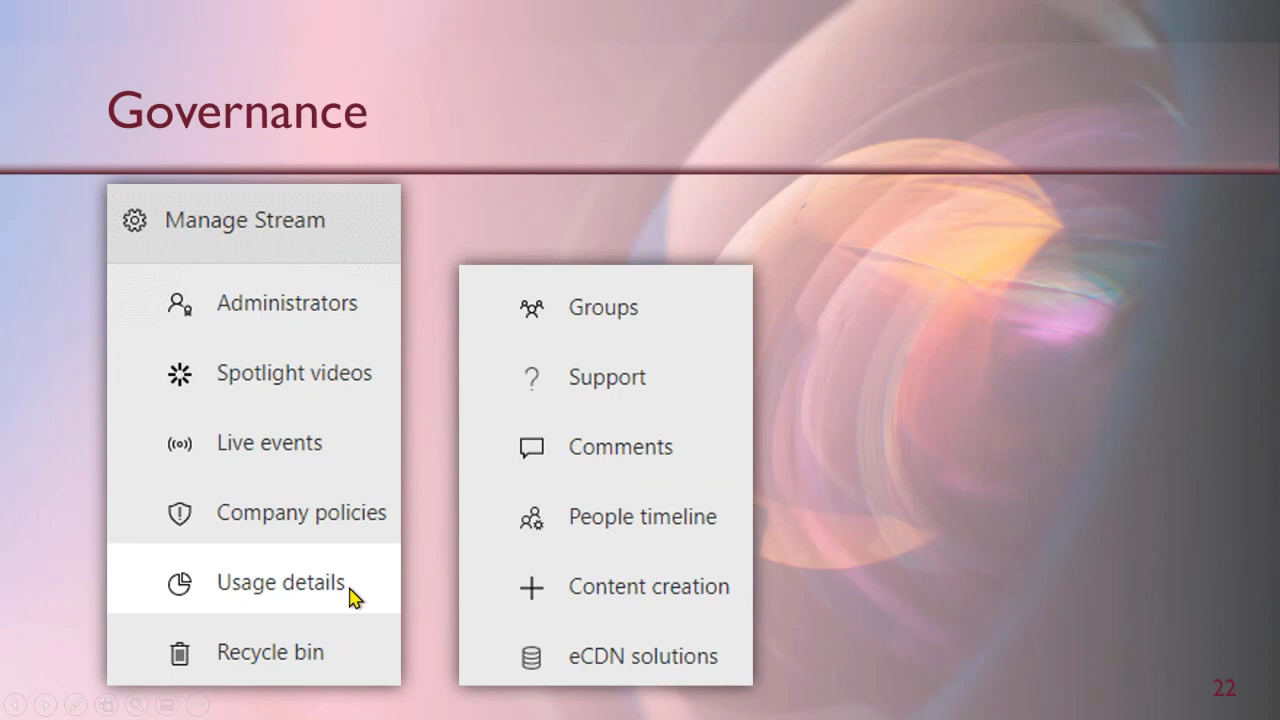 Governance
Manage Stream
Administrators
Spotlight videos
Live events
Company policies
Usage details
Recycle bin
Groups
Support
Comments
People timeline
Content creation
eCDN solutions
22